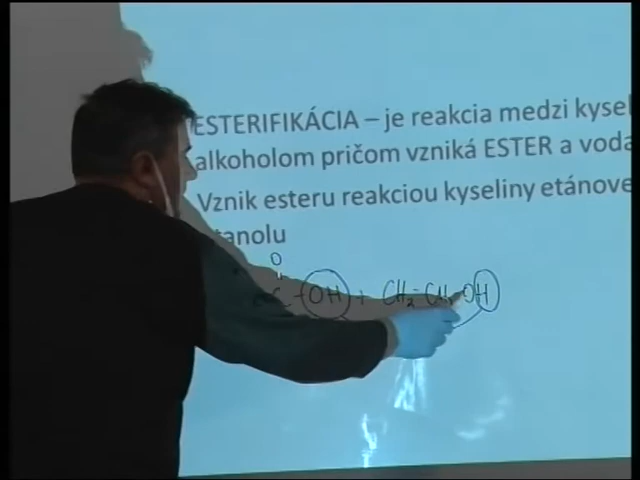 ESTERIFIKÁCIA – je reakcia medzi kysel
alkoholom pričom vzniká ESTER a voda
Vznik esteru reakciou kyseliny etánove
tanolu
O
C - OH + CH₂ - CH₂ OH